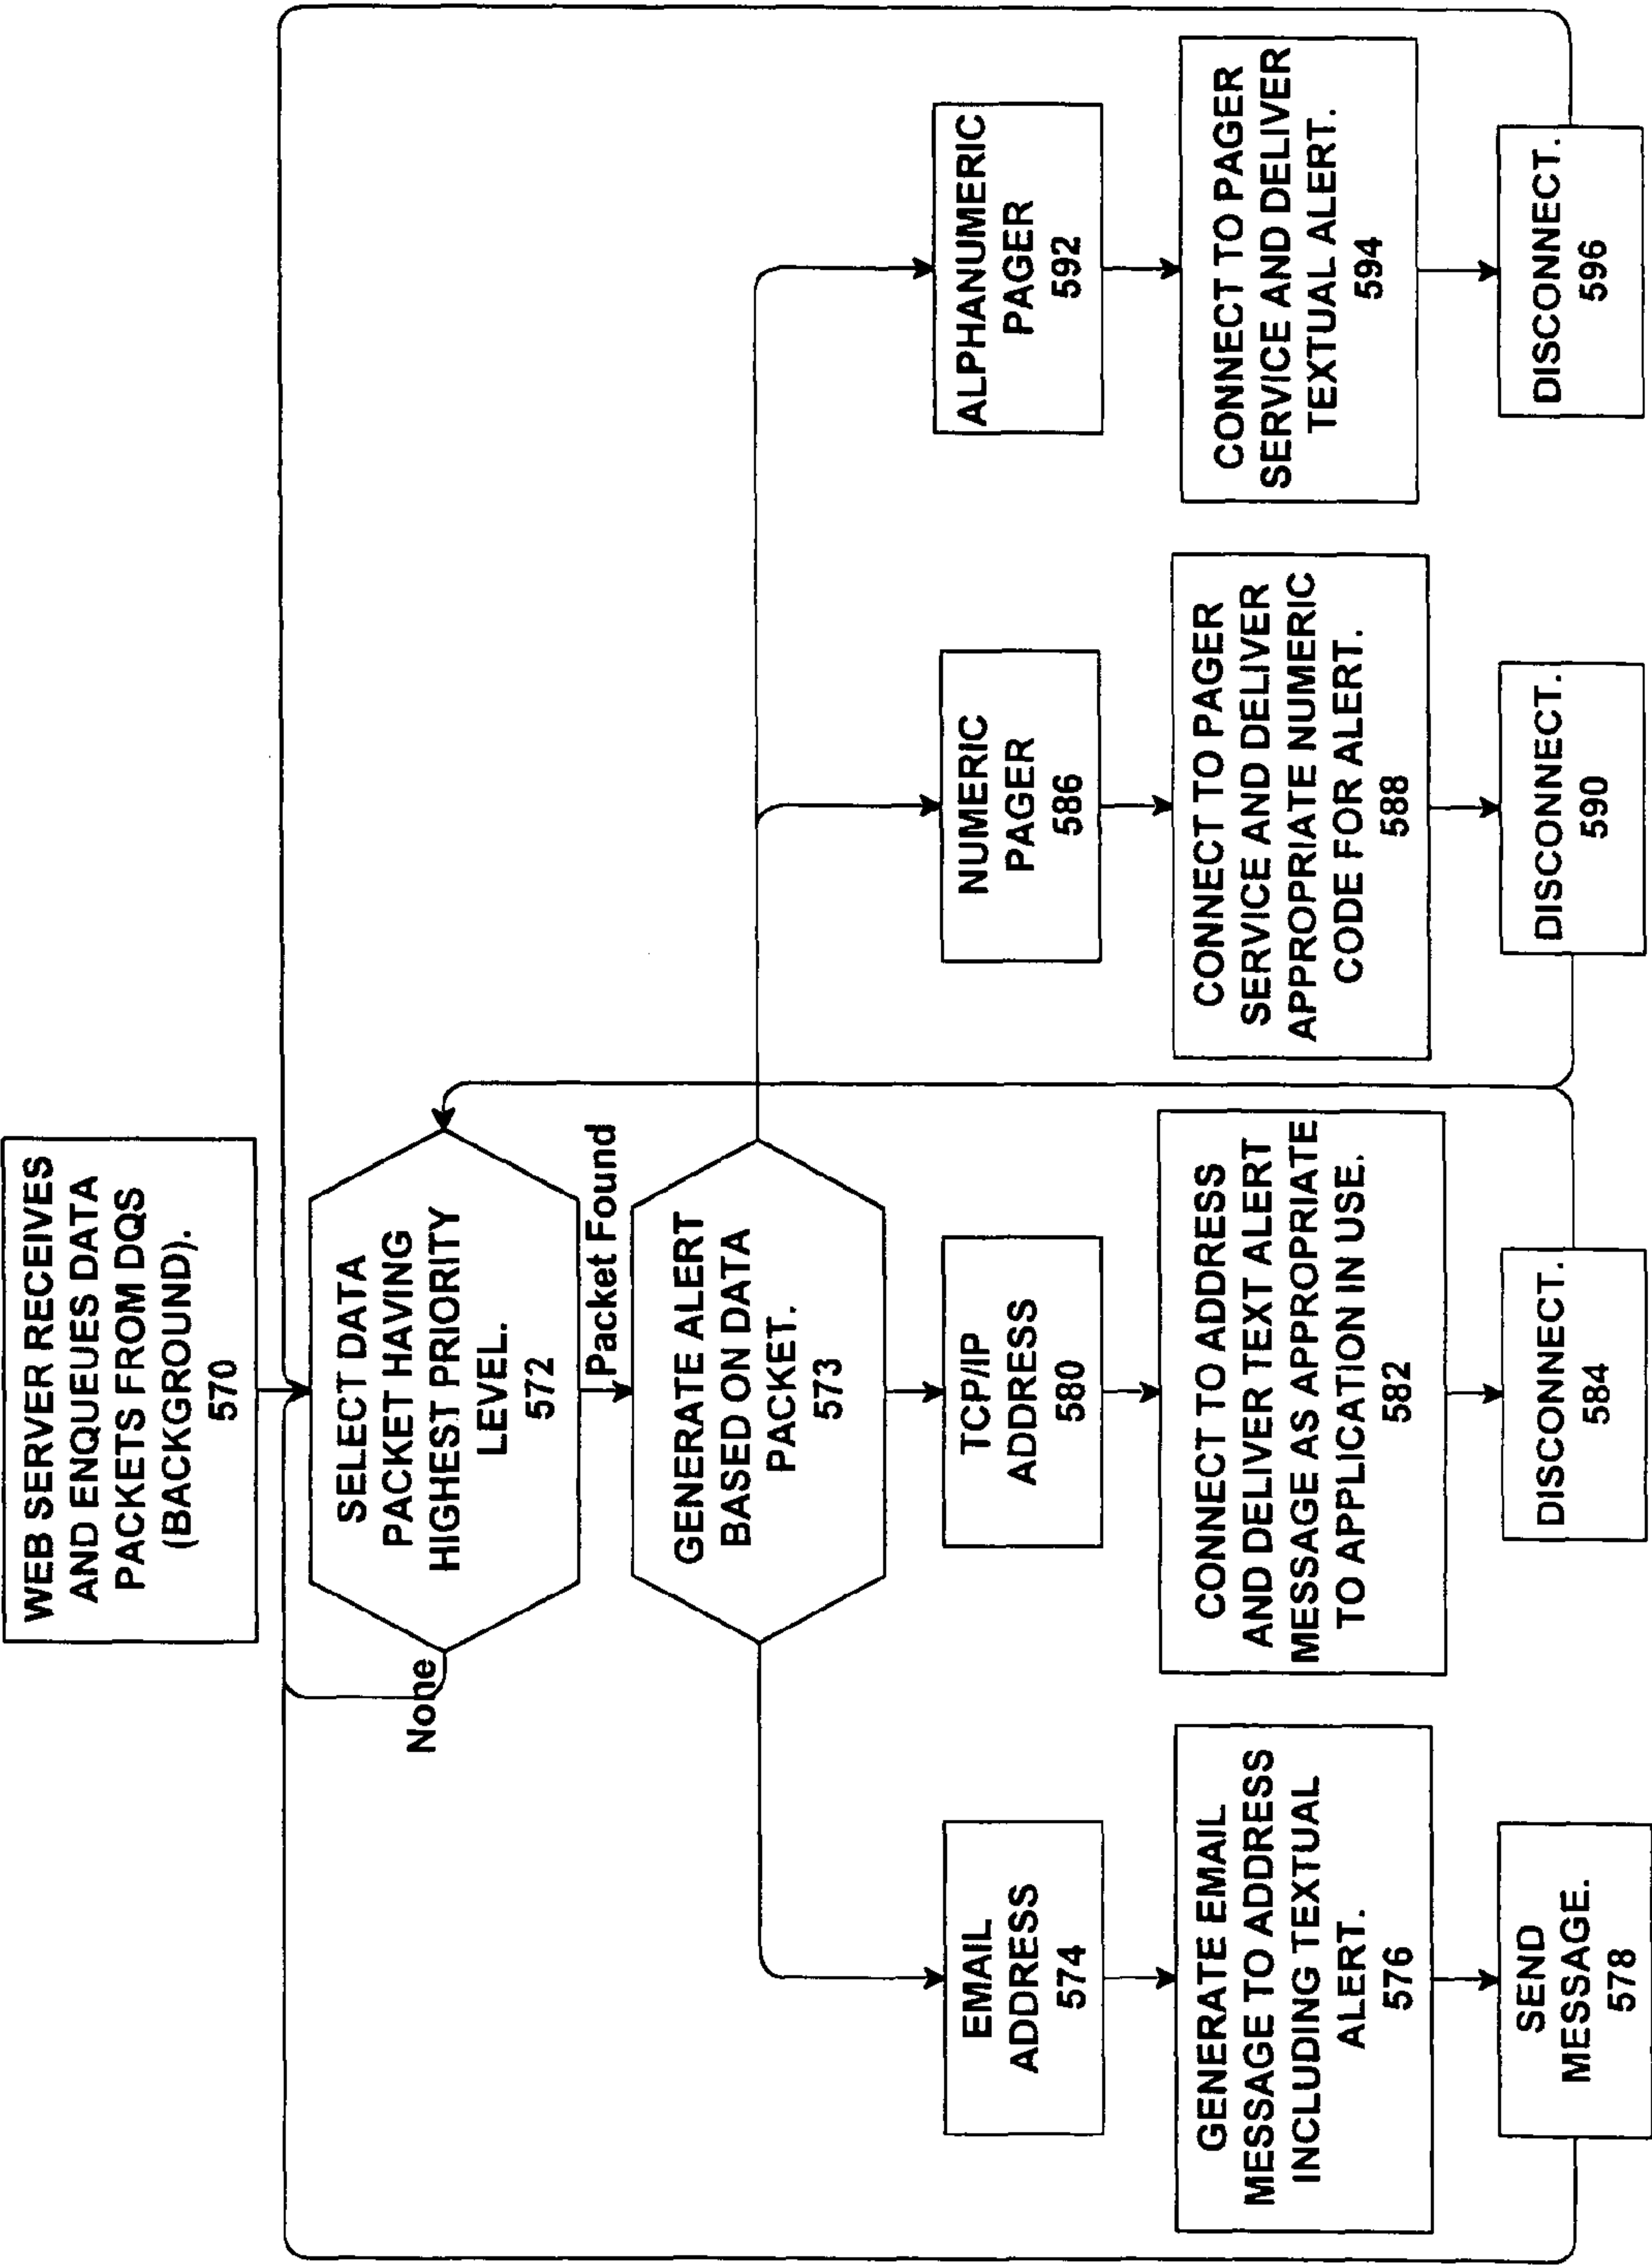 WEB SERVER RECEIVES
AND ENQUEUES DATA
PACKETS FROM DQS
(BACKGROUND).
570
SELECT DATA
PACKET HAVING
HIGHEST PRIORITY
LEVEL.
572
None
Packet Found
GENERATE ALERT
BASED ON DATA
PACKET.
573
EMAIL
ADDRESS
574
GENERATE EMAIL
MESSAGE TO ADDRESS
INCLUDING TEXTUAL
ALERT.
576
SEND
MESSAGE.
578
TCP/IP
ADDRESS
580
CONNECT TO ADDRESS
AND DELIVER TEXT ALERT
MESSAGE AS APPROPRIATE
TO APPLICATION IN USE.
582
DISCONNECT.
584
NUMERIC
PAGER
586
CONNECT TO PAGER
SERVICE AND DELIVER
APPROPRIATE NUMERIC
CODE FOR ALERT.
588
DISCONNECT.
590
ALPHANUMERIC
PAGER
592
CONNECT TO PAGER
SERVICE AND DELIVER
TEXTUAL ALERT.
594
DISCONNECT.
596